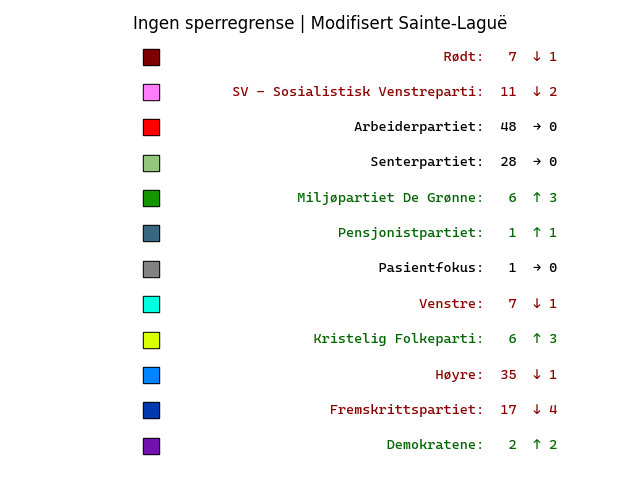 Ingen sperregrense | Modifisert Sainte-Laguë
Rødt: 7 ↓ 1
SV – Sosialistisk Venstreparti: 11 ↓ 2
Arbeiderpartiet: 48 → 0
Senterpartiet: 28 → 0
Miljøpartiet De Grønne: 6 ↑ 3
Pensjonistpartiet: 1 ↑ 1
Pasientfokus: 1 → 0
Venstre: 7 ↓ 1
Kristelig Folkeparti: 6 ↑ 3
Høyre: 35 ↓ 1
Fremskrittspartiet: 17 ↓ 4
Demokratene: 2 ↑ 2